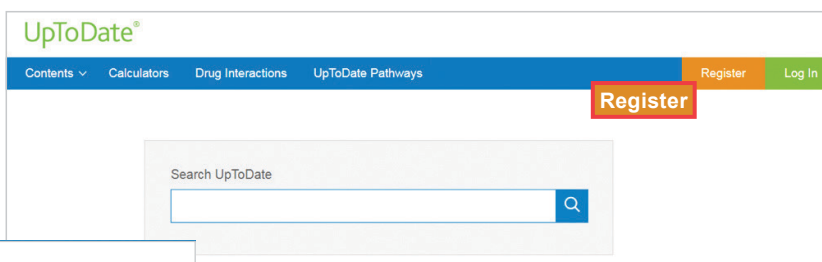 UpToDate®
Contents Calculators Drug Interactions UpToDate Pathways Register Log In
Register
Search UpToDate